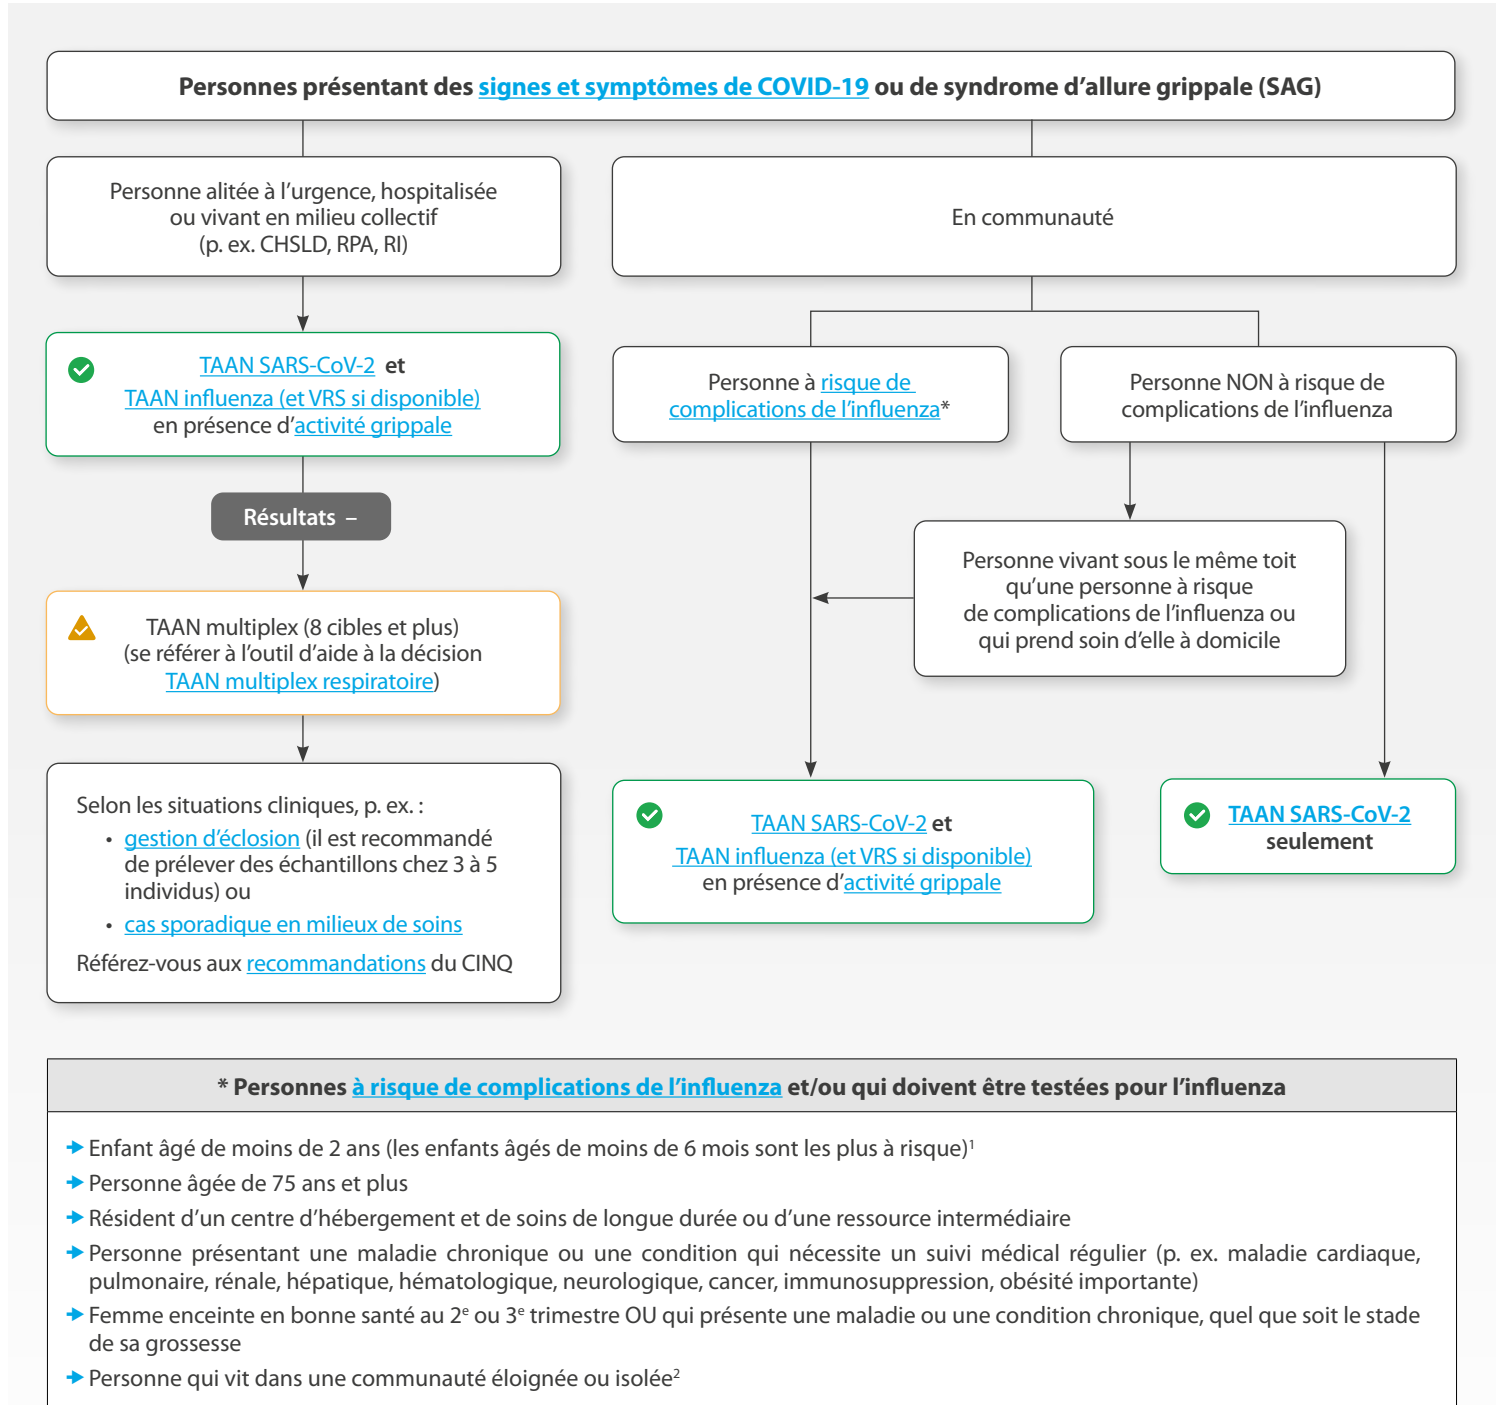 Personnes présentant des signes et symptômes de COVID-19 ou de syndrome d’allure grippale (SAG)
Personne alitée à l’urgence, hospitalisée
ou vivant en milieu collectif
(p. ex. CHSLD, RPA, RI)
En communauté
TAAN SARS-CoV-2 et
TAAN influenza (et VRS si disponible)
en présence d’activité grippale
Personne à risque de
complications de l’influenza*
Personne NON à risque de
complications de l’influenza
Résultats –
Personne vivant sous le même toit
qu’une personne à risque
de complications de l’influenza ou
qui prend soin d’elle à domicile
TAAN multiplex (8 cibles et plus)
(se référer à l’outil d’aide à la décision
TAAN multiplex respiratoire)
Selon les situations cliniques, p. ex. :
• gestion d’éclosion (il est recommandé
de prélever des échantillons chez 3 à 5
individus) ou
• cas sporadique en milieux de soins
Référez-vous aux recommandations du CINQ
TAAN SARS-CoV-2 et
TAAN influenza (et VRS si disponible)
en présence d’activité grippale
TAAN SARS-CoV-2
seulement
* Personnes à risque de complications de l’influenza et/ou qui doivent être testées pour l’influenza
Enfant âgé de moins de 2 ans (les enfants âgés de moins de 6 mois sont les plus à risque)¹
Personne âgée de 75 ans et plus
Résident d’un centre d’hébergement et de soins de longue durée ou d’une ressource intermédiaire
Personne présentant une maladie chronique ou une condition qui nécessite un suivi médical régulier (p. ex. maladie cardiaque,
pulmonaire, rénale, hépatique, hématologique, neurologique, cancer, immunosuppression, obésité importante)
Femme enceinte en bonne santé au 2ᵉ ou 3ᵉ trimestre OU qui présente une maladie ou une condition chronique, quel que soit le stade
de sa grossesse
Personne qui vit dans une communauté éloignée ou isolée²